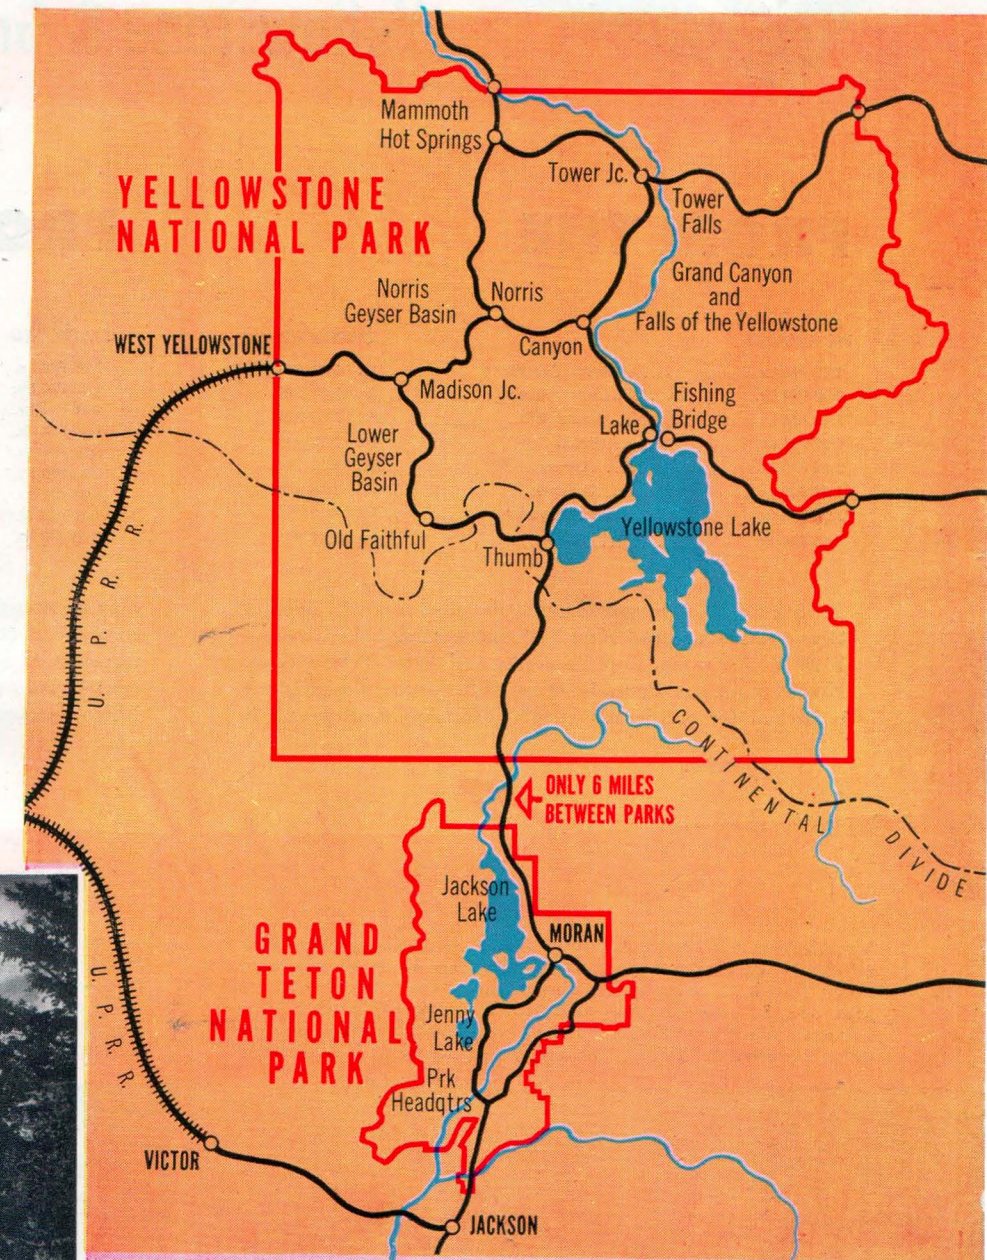 Mammoth
Hot Springs
Tower Jc.
Tower
Falls
YELLOWSTONE
NATIONAL PARK
Grand Canyon
and
Falls of the Yellowstone
Norris
Geyser Basin
Norris
Canyon
WEST YELLOWSTONE
Madison Jc.
Fishing
Bridge
Lake
Lower
Geyser
Basin
Old Faithful
Thumb
Yellowstone Lake
U. P. R. R.
CONTINENTAL DIVIDE
ONLY 6 MILES
BETWEEN PARKS
Jackson
Lake
MORAN
GRAND
TETON
NATIONAL
PARK
Jenny
Lake
Prk
Headqtrs
U. P. R. R.
VICTOR
JACKSON